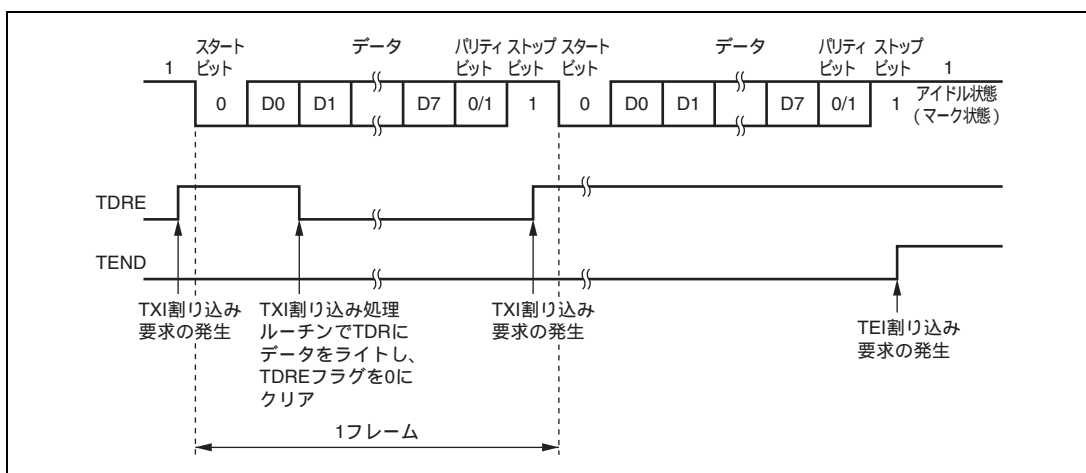 スタート
ビット
データ
パリティ
ビット
ストップ
ビット
スタート
ビット
データ
パリティ
ビット
ストップ
ビット
1
1
0
D0
D1
D7
0/1
1
0
D0
D1
D7
0/1
1
アイドル状態
(マーク状態)
TDRE
TEND
TXI割り込み
要求の発生
TXI割り込み処理
ルーチンでTDRに
データをライトし、
TDREフラグを0に
クリア
TXI割り込み
要求の発生
TEI割り込み
要求の発生
1フレーム